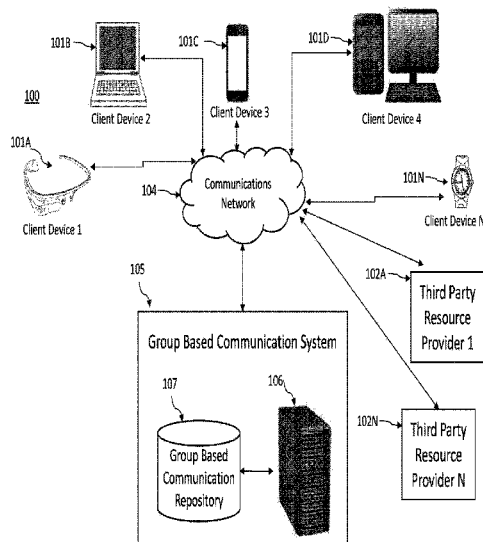 101B
101C
101D
100
Client Device 2
Client Device 3
Client Device 4
101A
104
Communications
Network
101N
Client Device 1
Client Device N
102A
105
Third Party
Resource
Provider 1
Group Based Communication System
107
106
102N
Group Based
Communication
Repository
Third Party
Resource
Provider N